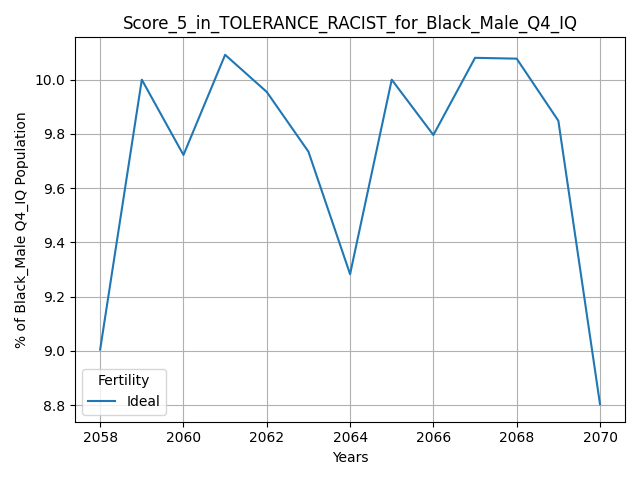 Score_5_in_TOLERANCE_RACIST_for_Black_Male_Q4_IQ
% of Black_Male Q4_IQ Population
10.0
9.8
9.6
9.4
9.2
9.0
8.8
Fertility
Ideal
2058 2060 2062 2064 2066 2068 2070
Years